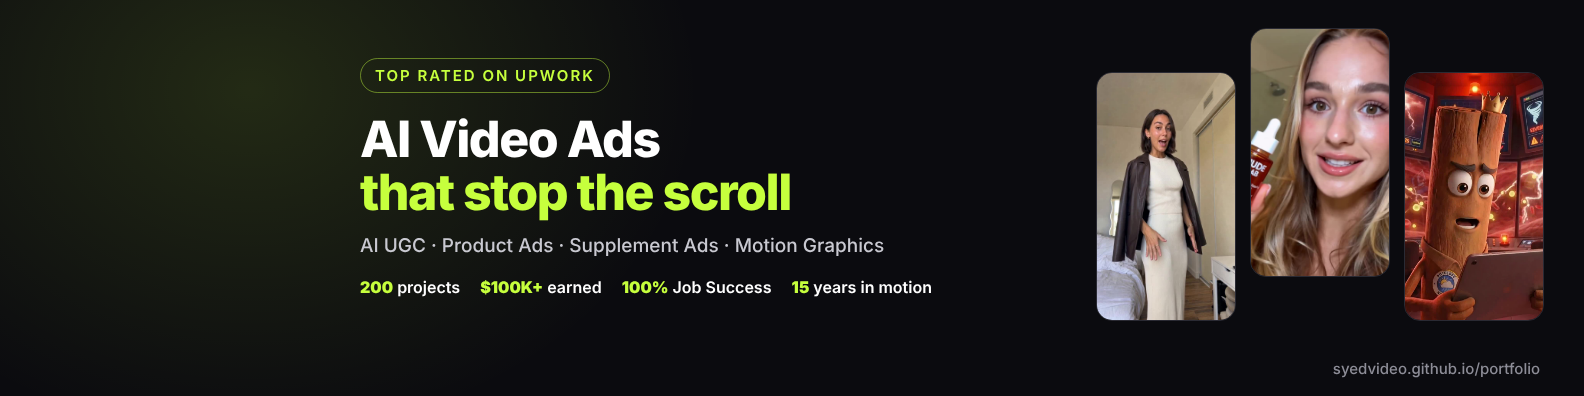 TOP RATED ON UPWORK
AI Video Ads
that stop the scroll
AI UGC · Product Ads · Supplement Ads · Motion Graphics
200 projects $100K+ earned 100% Job Success 15 years in motion
syedvideo.github.io/portfolio